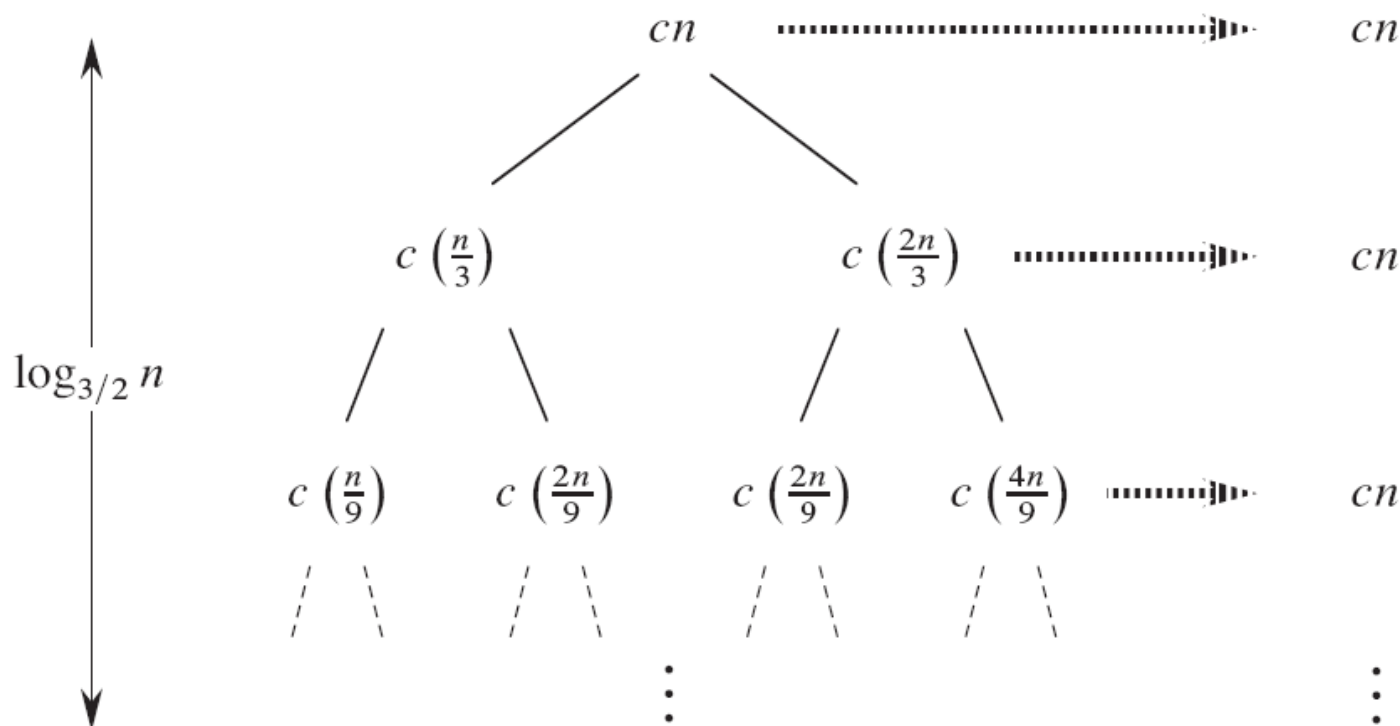 cn cn
c (n/3) c (2n/3) cn
log_{3/2} n
c (n/9) c (2n/9) c (2n/9) c (4n/9) cn